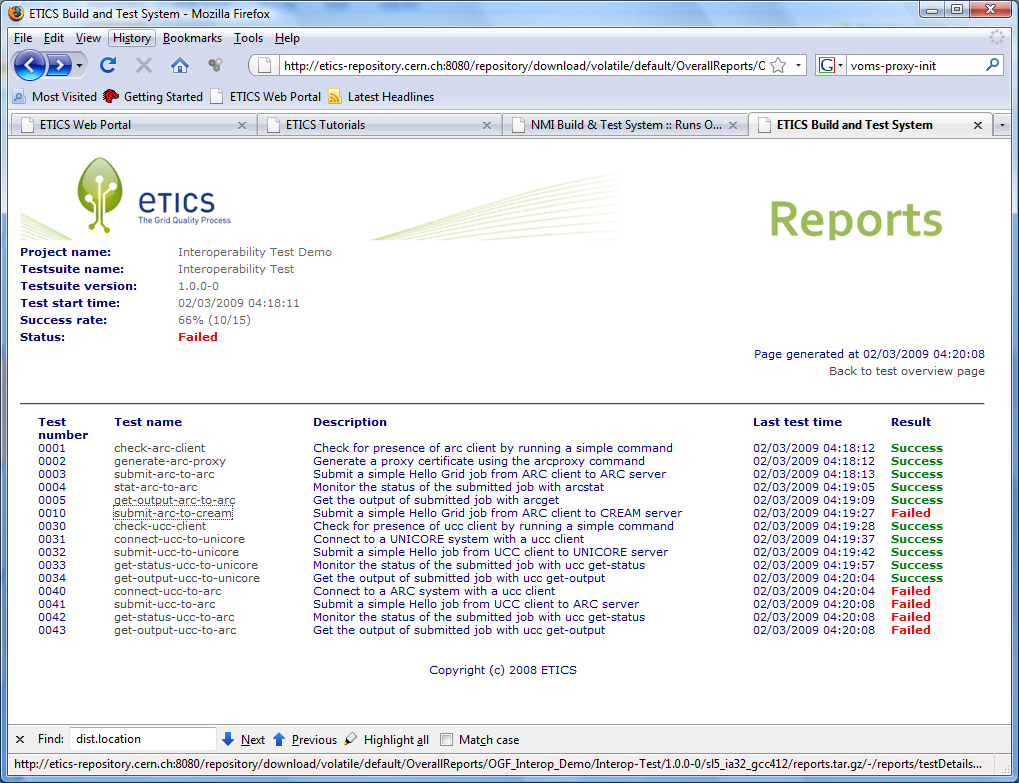 ETICS Build and Test System - Mozilla Firefox
File Edit View History Bookmarks Tools Help
http://etics-repository.cern.ch:8080/repository/download/volatile/default/OverallReports/O G voms-proxy-init
Most Visited Getting Started ETICS Web Portal Latest Headlines
ETICS Web Portal ETICS Tutorials NMI Build & Test System :: Runs O... ETICS Build and Test System
eTICS
The Grid Quality Process
Reports
Project name: Interoperability Test Demo
Testsuite name: Interoperability Test
Testsuite version: 1.0.0-0
Test start time: 02/03/2009 04:18:11
Success rate: 66% (10/15)
Status: Failed
Page generated at 02/03/2009 04:20:08
Back to test overview page
Test number Test name Description Last test time Result
0001 check-arc-client Check for presence of arc client by running a simple command 02/03/2009 04:18:12 Success
0002 generate-arc-proxy Generate a proxy certificate using the arcproxy command 02/03/2009 04:18:12 Success
0003 submit-arc-to-arc Submit a simple Hello Grid job from ARC client to ARC server 02/03/2009 04:18:13 Success
0004 stat-arc-to-arc Monitor the status of the submitted job with arcstat 02/03/2009 04:19:05 Success
0005 get-output-arc-to-arc Get the output of submitted job with arcget 02/03/2009 04:19:09 Success
0010 submit-arc-to-cream Submit a simple Hello Grid job from ARC client to CREAM server 02/03/2009 04:19:27 Failed
0030 check-ucc-client Check for presence of ucc client by running a simple command 02/03/2009 04:19:28 Success
0031 connect-ucc-to-unicore Connect to a UNICORE system with a ucc client 02/03/2009 04:19:37 Success
0032 submit-ucc-to-unicore Submit a simple Hello job from UCC client to UNICORE server 02/03/2009 04:19:42 Success
0033 get-status-ucc-to-unicore Monitor the status of the submitted job with ucc get-status 02/03/2009 04:19:57 Success
0034 get-output-ucc-to-unicore Get the output of submitted job with ucc get-output 02/03/2009 04:20:04 Success
0040 connect-ucc-to-arc Connect to a ARC system with a ucc client 02/03/2009 04:20:04 Failed
0041 submit-ucc-to-arc Submit a simple Hello job from UCC client to ARC server 02/03/2009 04:20:08 Failed
0042 get-status-ucc-to-arc Monitor the status of the submitted job with ucc get-status 02/03/2009 04:20:08 Failed
0043 get-output-ucc-to-arc Get the output of submitted job with ucc get-output 02/03/2009 04:20:08 Failed
Copyright (c) 2008 ETICS
Find: dist.location Next Previous Highlight all Match case
http://etics-repository.cern.ch:8080/repository/download/volatile/default/OverallReports/OGF_Interop_Demo/Interop-Test/1.0.0-0/sl5_ia32_gcc412/reports.tar.gz/-/reports/testDetails...